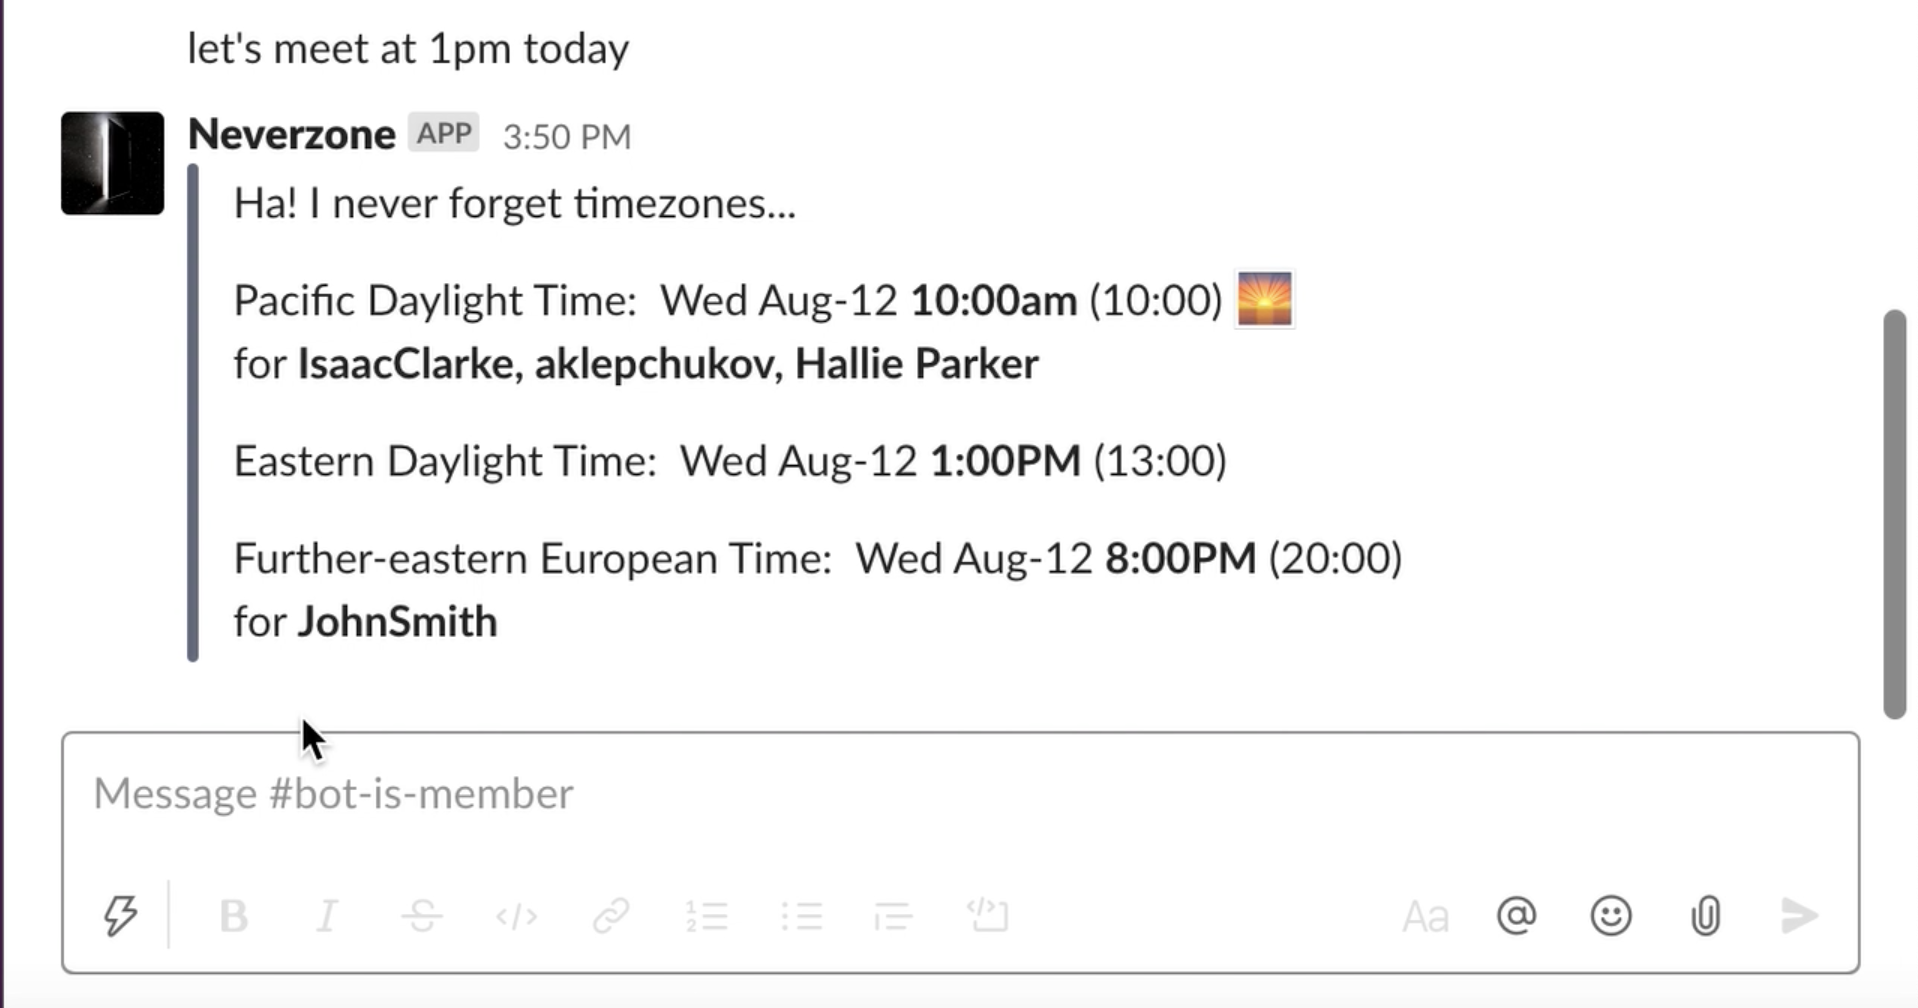 let's meet at 1pm today
Neverzone APP 3:50 PM
Ha! I never forget timezones...
Pacific Daylight Time: Wed Aug-12 10:00am (10:00)
for IsaacClarke, aklepchukov, Hallie Parker
Eastern Daylight Time: Wed Aug-12 1:00PM (13:00)
Further-eastern European Time: Wed Aug-12 8:00PM (20:00)
for JohnSmith
Message #bot-is-member
B I S </> Aa @